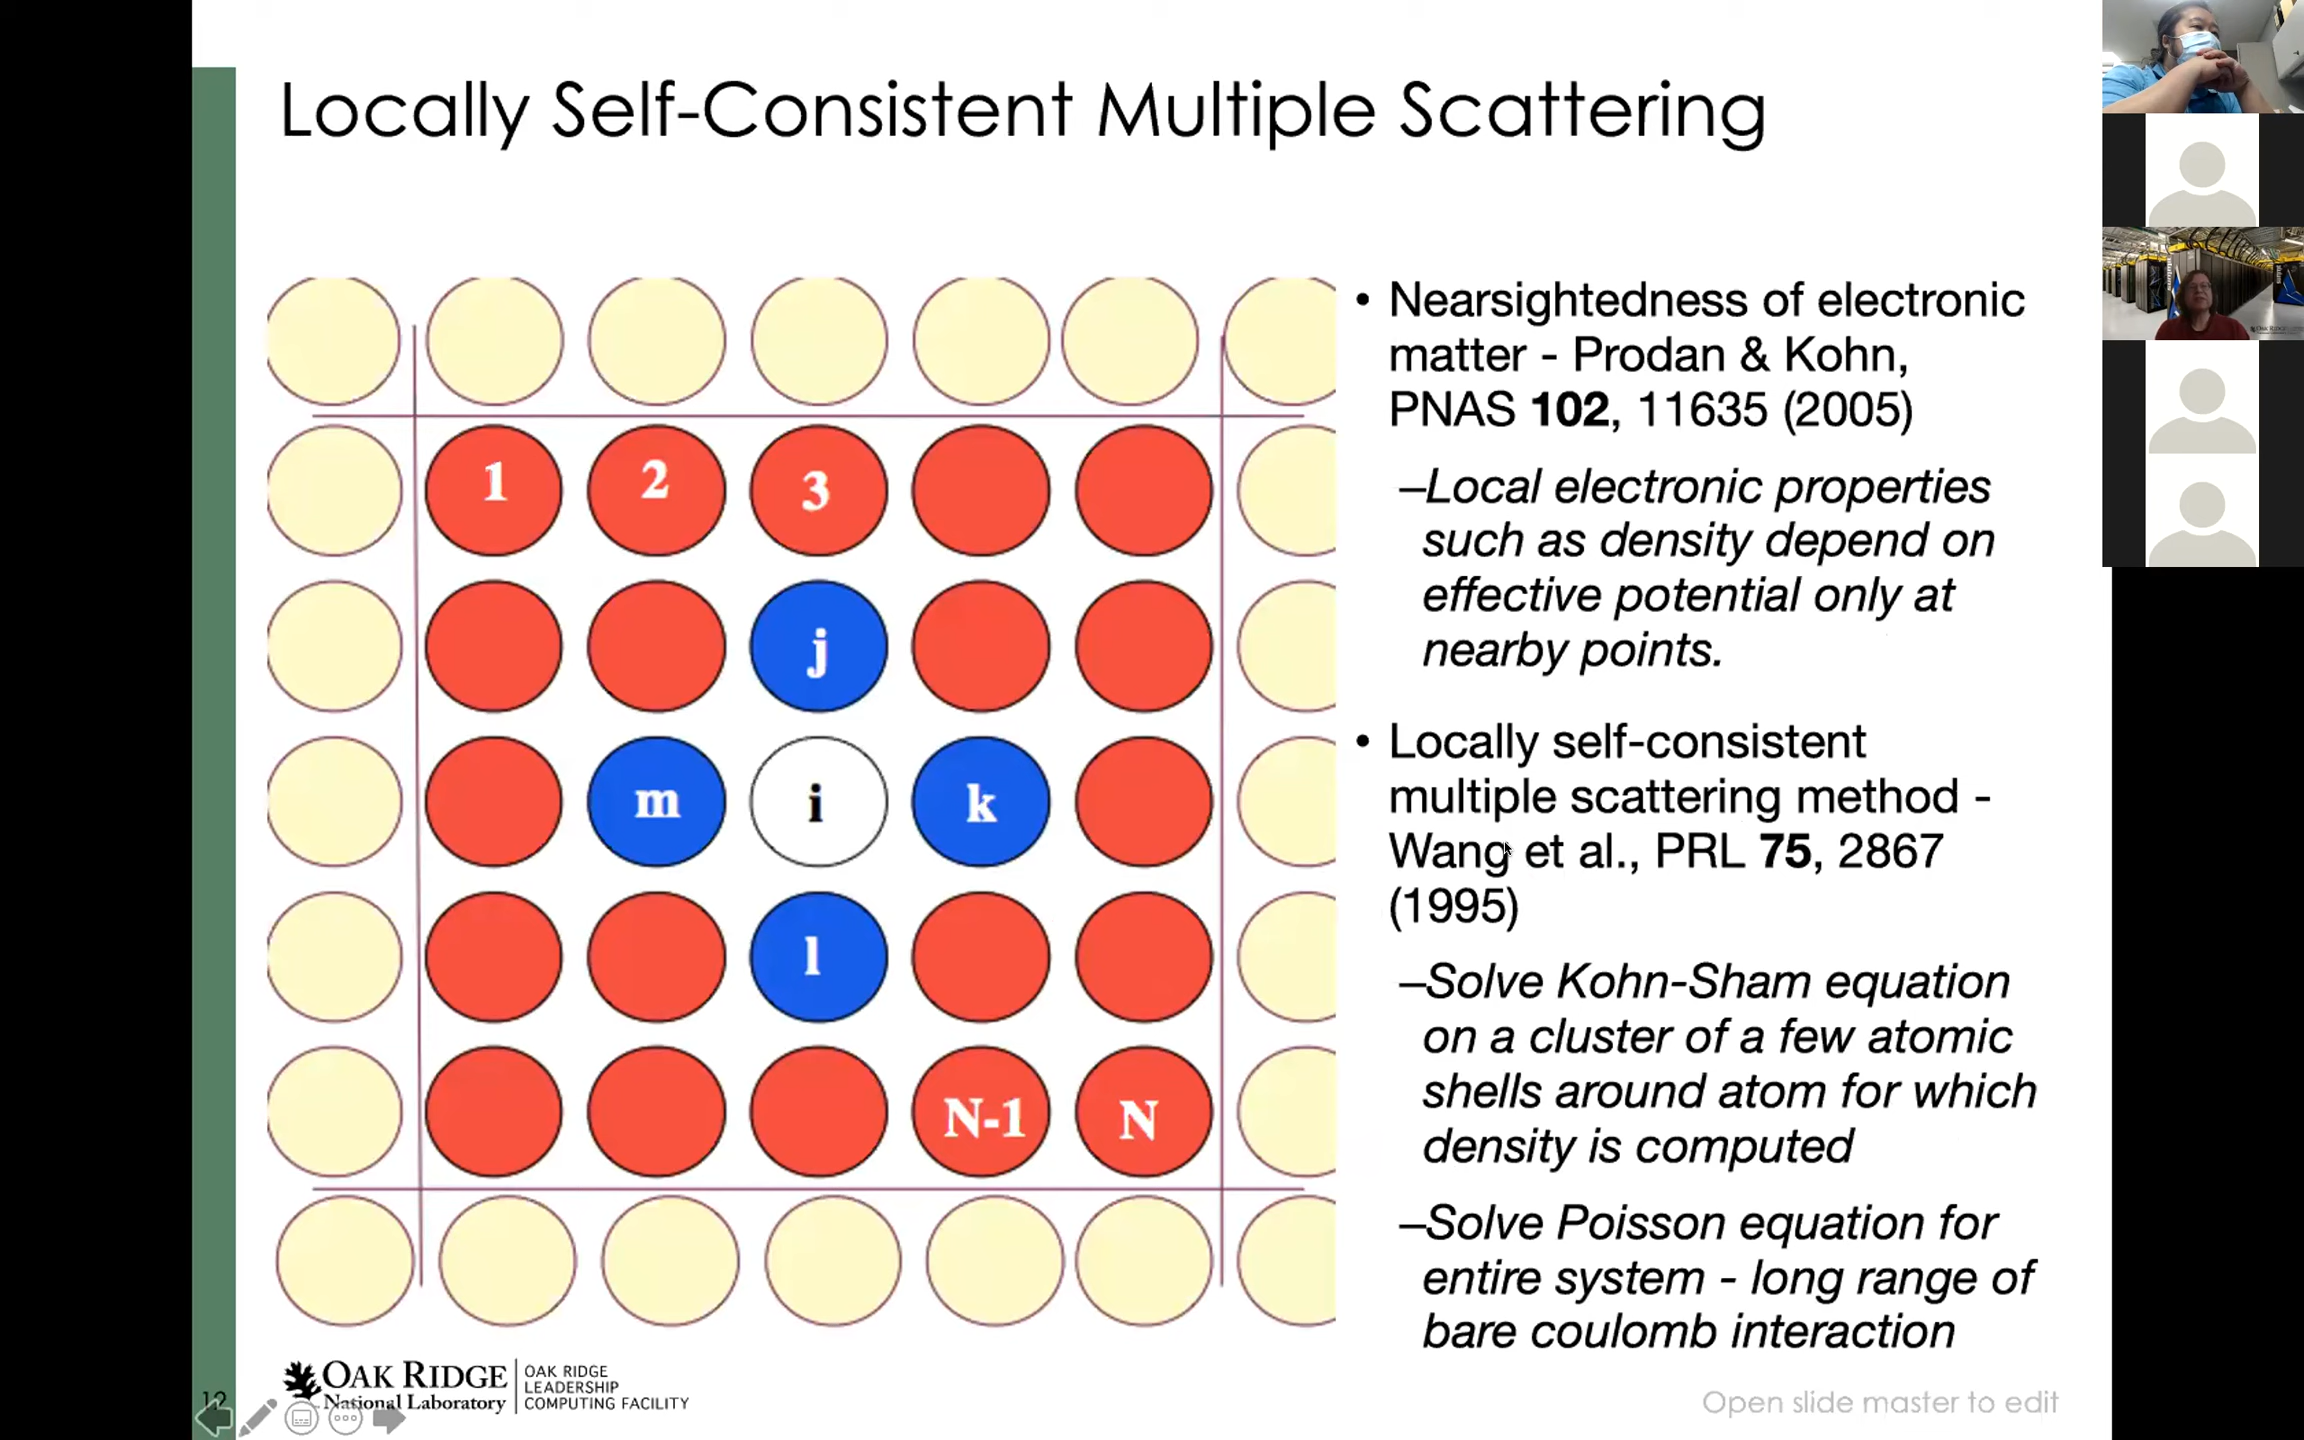 Locally Self-Consistent Multiple Scattering
1 2 3
j
m i k
l
N-1 N
• Nearsightedness of electronic
matter - Prodan & Kohn,
PNAS 102, 11635 (2005)
–Local electronic properties
such as density depend on
effective potential only at
nearby points.
• Locally self-consistent
multiple scattering method -
Wang et al., PRL 75, 2867
(1995)
–Solve Kohn-Sham equation
on a cluster of a few atomic
shells around atom for which
density is computed
–Solve Poisson equation for
entire system - long range of
bare coulomb interaction
12
OAK RIDGE
National Laboratory
OAK RIDGE
LEADERSHIP
COMPUTING FACILITY
Open slide master to edit